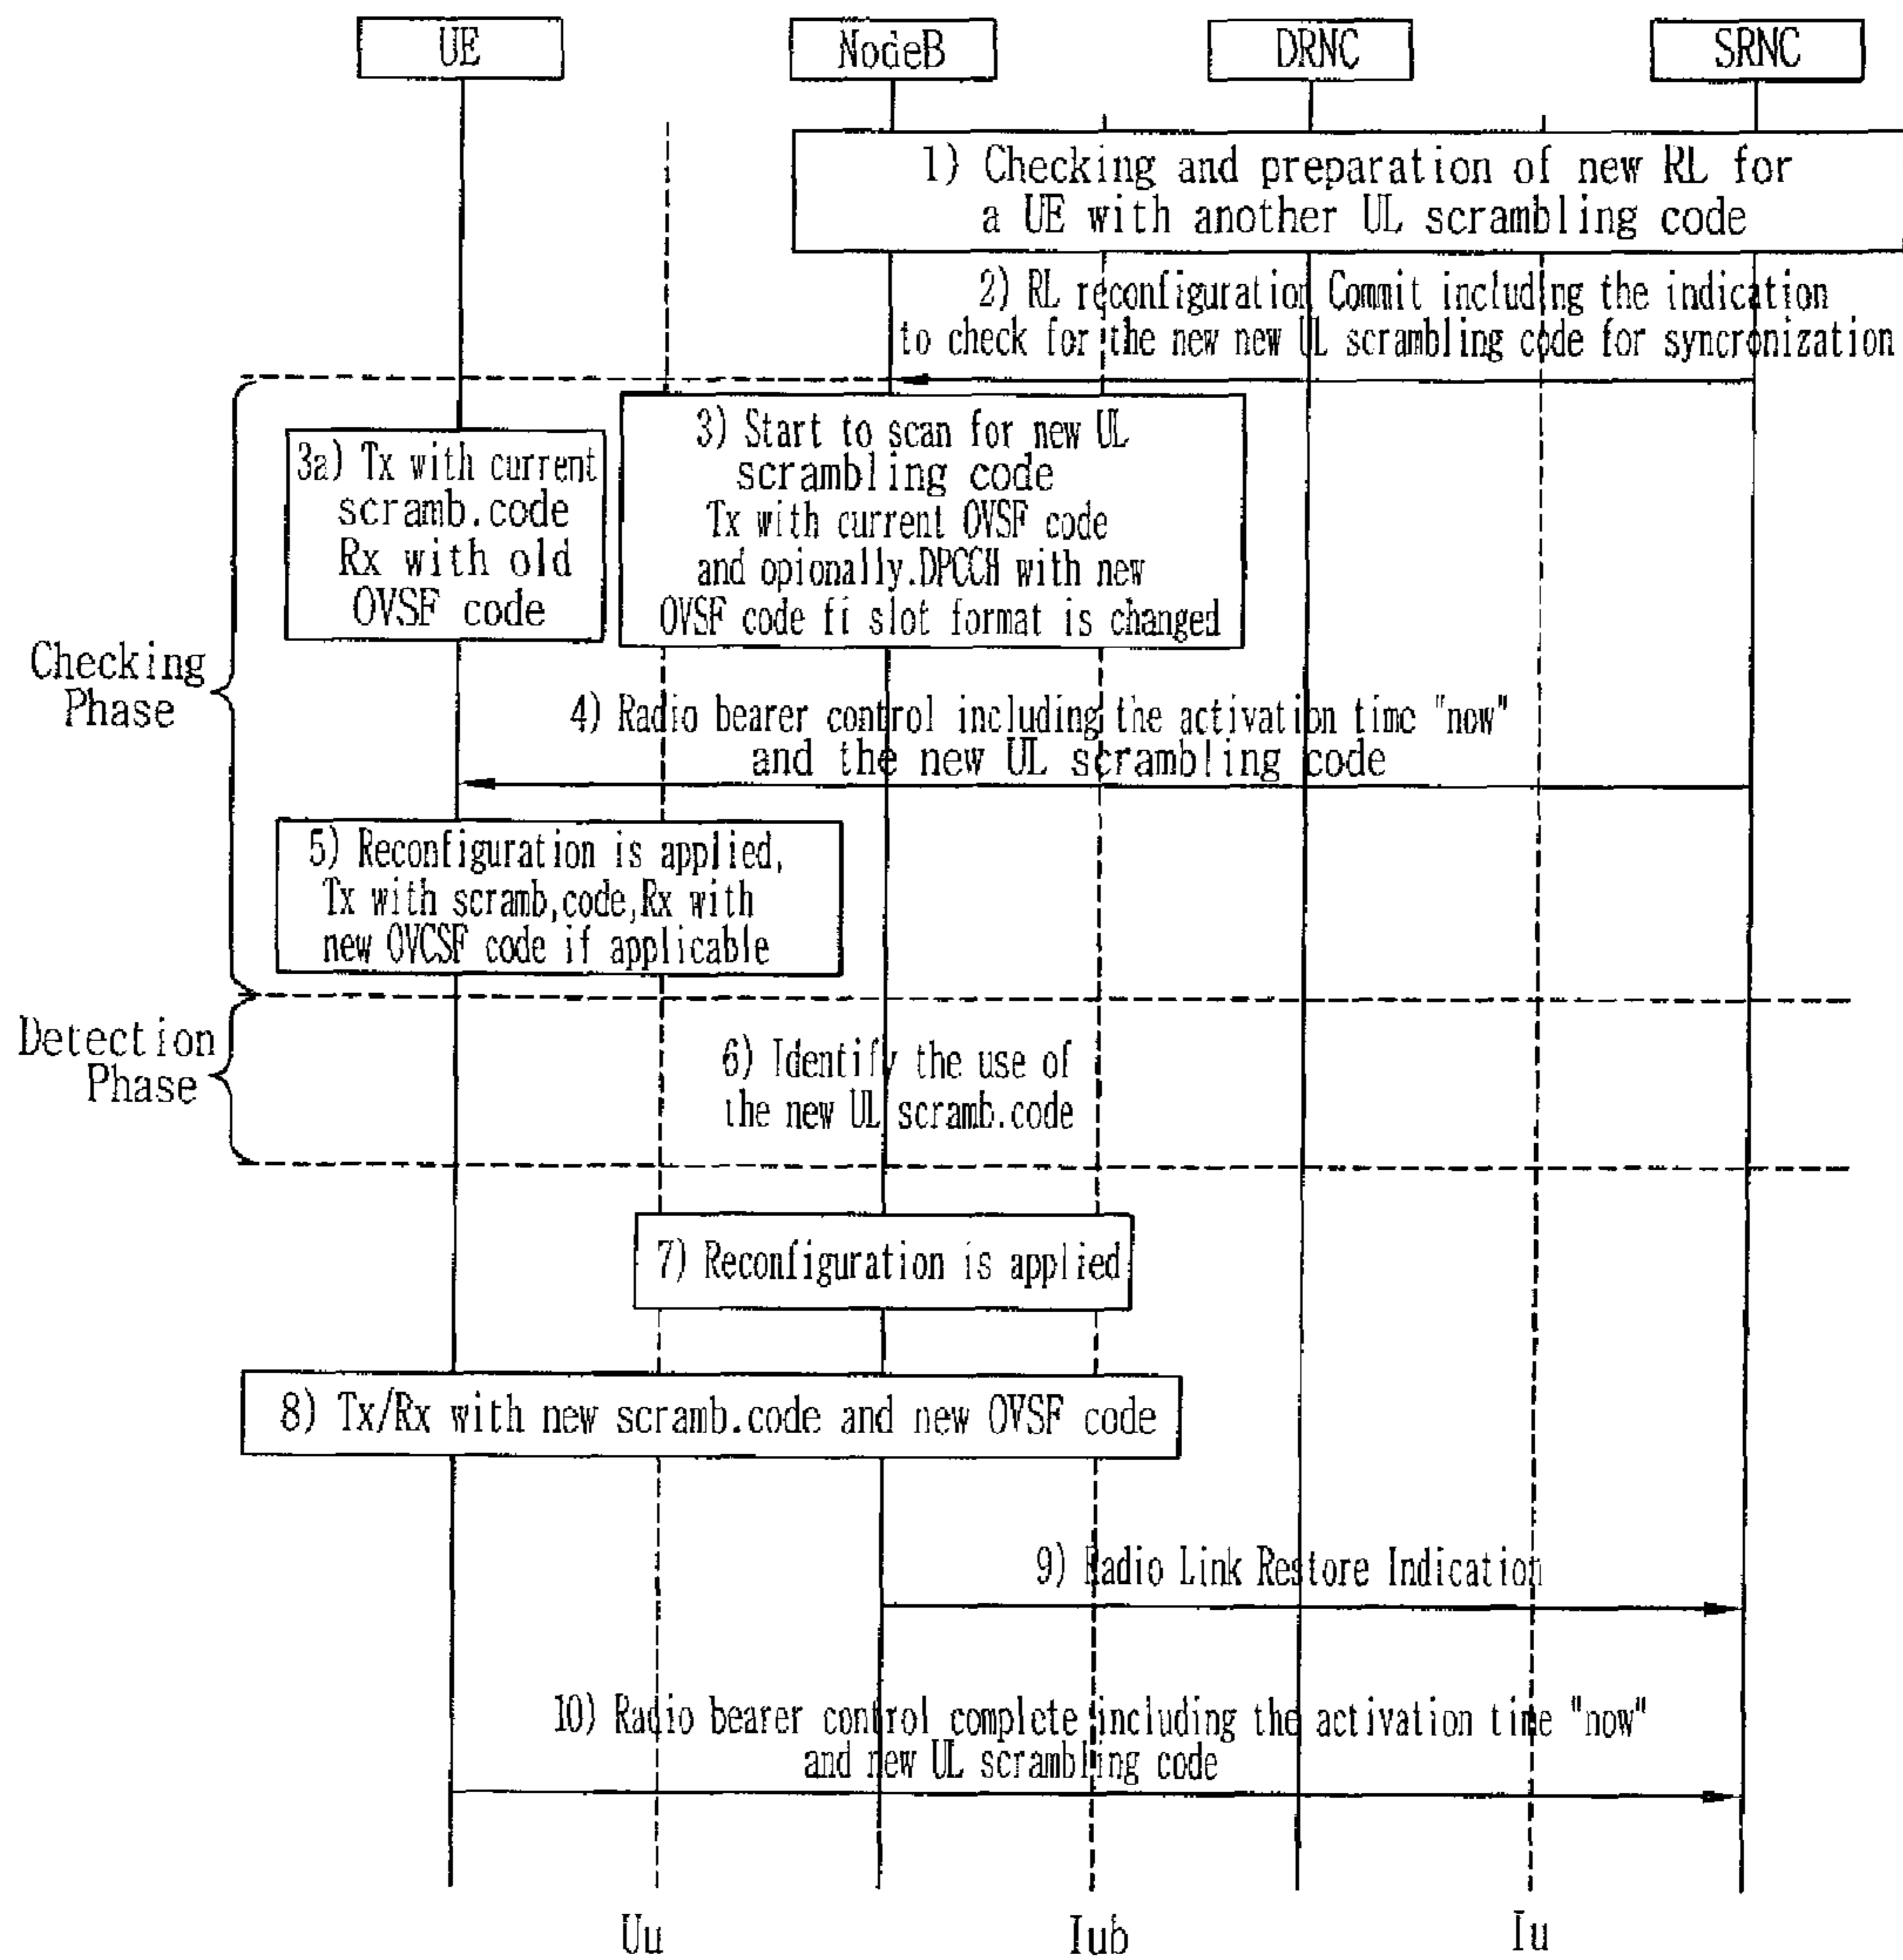 UE
NodeB
DRNC
SRNC
1) Checking and preparation of new RL for
a UE with another UL scrambling code
2) RL reconfiguration Commit including the indication
to check for the new new UL scrambling code for syncronization
3a) Tx with current
scramb.code
Rx with old
OVSF code
3) Start to scan for new UL
scrambling code
Tx with current OVSF code
and opionally.DPCCH with new
OVSF code fi slot format is changed
Checking
Phase
4) Radio bearer control including the activation time "now"
and the new UL scrambling code
5) Reconfiguration is applied,
Tx with scramb,code,Rx with
new OVCSF code if applicable
Detection
Phase
6) Identify the use of
the new UL scramb.code
7) Reconfiguration is applied
8) Tx/Rx with new scramb.code and new OVSF code
9) Radio Link Restore Indication
10) Radio bearer control complete including the activation time "now"
and new UL scrambling code
Uu
Iub
Iu